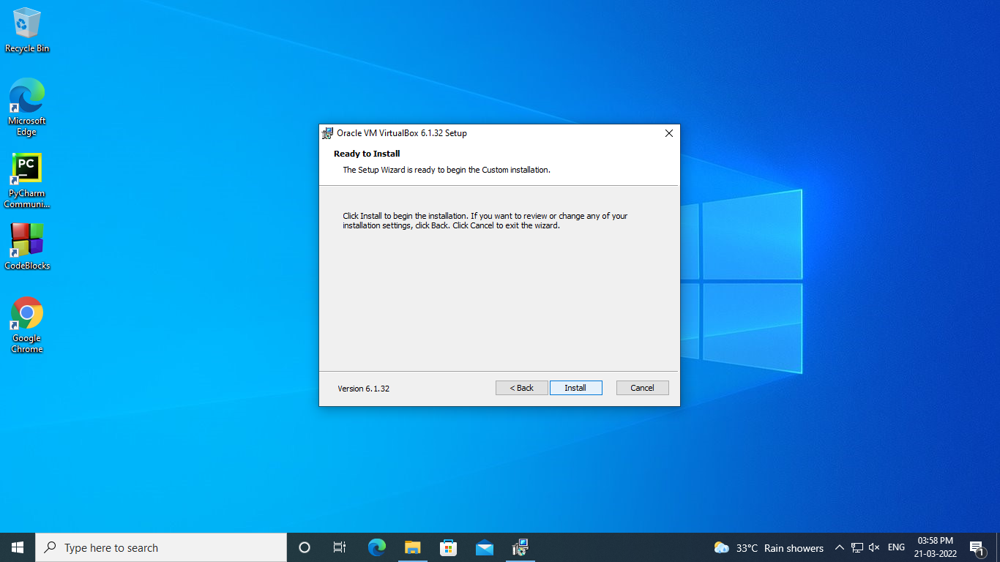 Recycle Bin
Microsoft
Edge
PC
PyCharm
Communi...
CodeBlocks
Google
Chrome
Oracle VM VirtualBox 6.1.32 Setup
Ready to Install
The Setup Wizard is ready to begin the Custom installation.
Click Install to begin the installation. If you want to review or change any of your
installation settings, click Back. Click Cancel to exit the wizard.
Version 6.1.32
< Back
Install
Cancel
Type here to search
33°C Rain showers
ENG
03:58 PM
21-03-2022
1